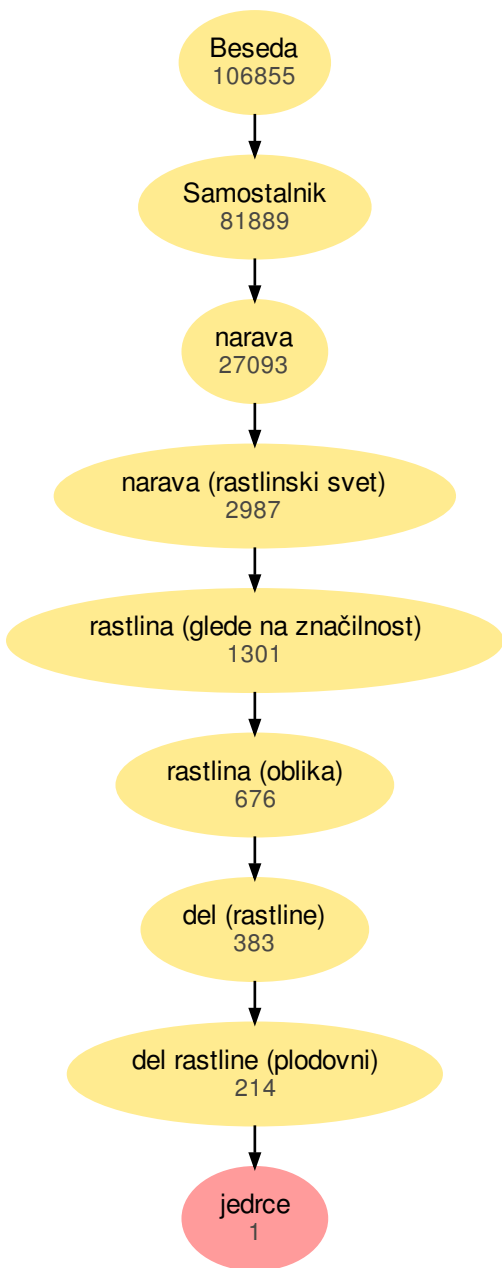 Beseda
106855
Samostalnik
81889
narava
27093
narava (rastlinski svet)
2987
rastlina (glede na značilnost)
1301
rastlina (oblika)
676
del (rastline)
383
del rastline (plodovni)
214
jedrce
1